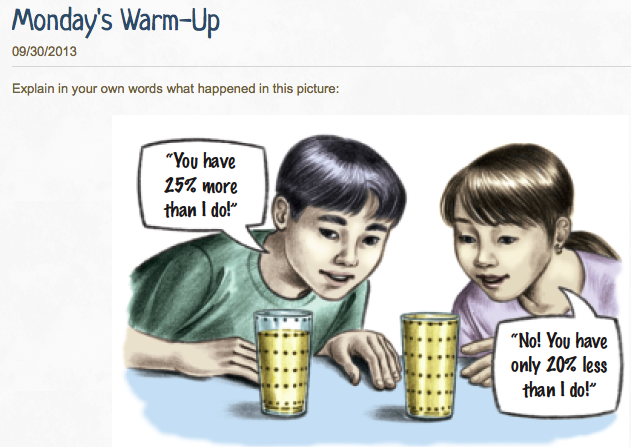 Monday's Warm-Up
09/30/2013
Explain in your own words what happened in this picture:
"You have
25% more
than I do!"
"No! You have
only 20% less
than I do!"